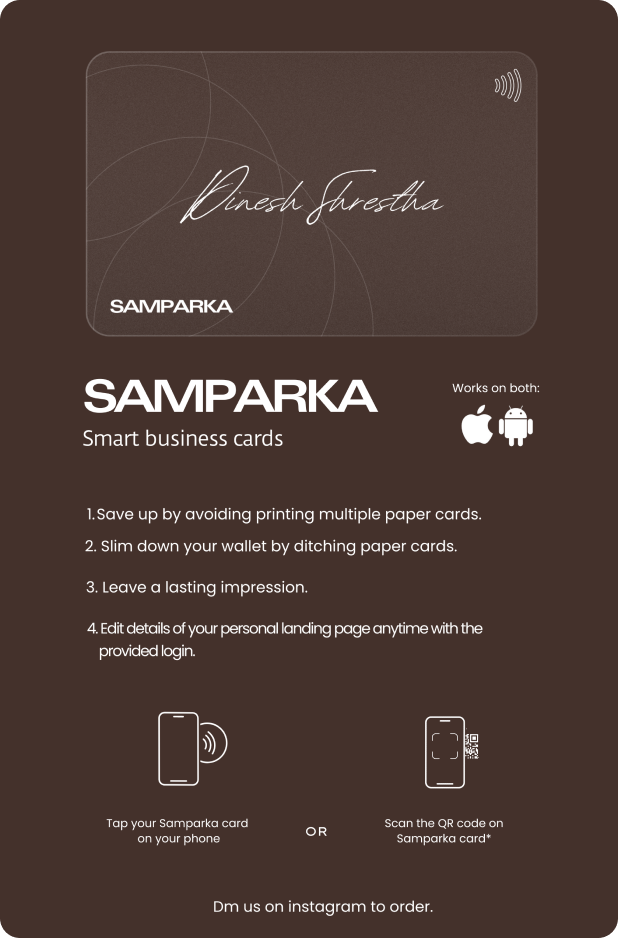 Dinesh Shrestha
SAMPARKA
SAMPARKA
Smart business cards
Works on both:
1. Save up by avoiding printing multiple paper cards.
2. Slim down your wallet by ditching paper cards.
3. Leave a lasting impression.
4. Edit details of your personal landing page anytime with the
provided login.
Tap your Samparka card
on your phone
OR
Scan the QR code on
Samparka card*
Dm us on instagram to order.